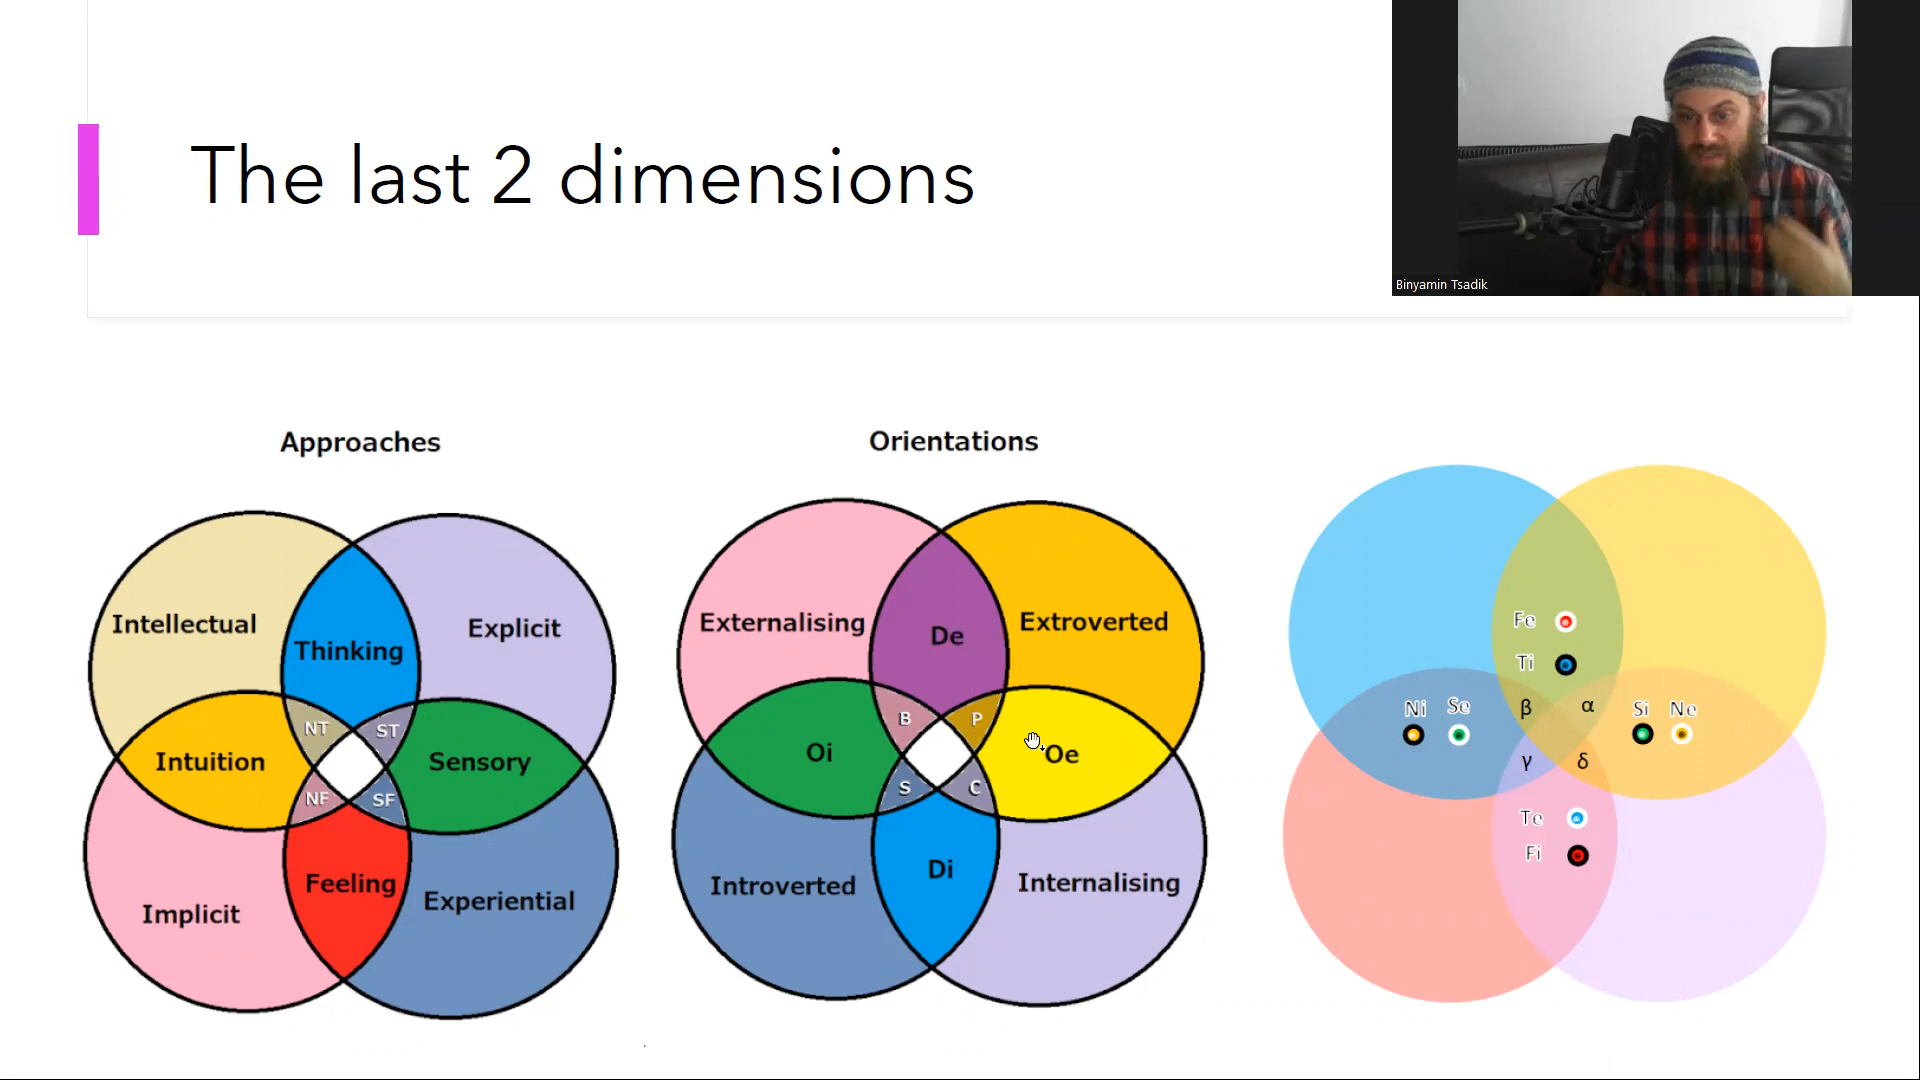 The last 2 dimensions
Binyamin Tsadik
Approaches
Intellectual
Explicit
Thinking
NT
ST
Intuition
Sensory
NF
SF
Feeling
Implicit
Experiential
Orientations
Externalising
Extroverted
De
B
P
Oi
Oe
S
C
Di
Introverted
Internalising
Fe
Ti
Ni Se
β α
Si Ne
γ δ
Te
Fi